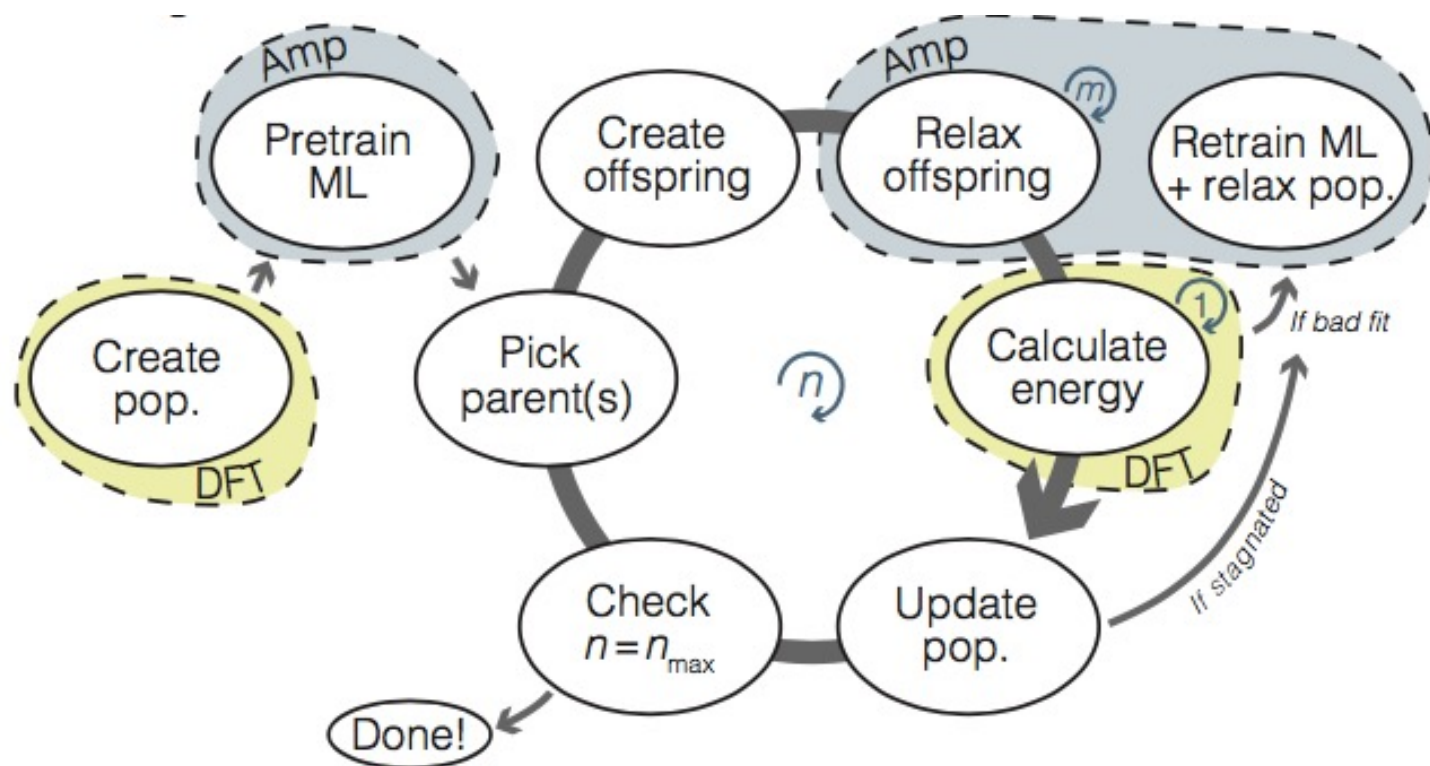 Amp
Pretrain
ML
Create
pop.
DFT
Pick
parent(s)
Create
offspring
Amp
Relax
offspring
m
Retrain ML
+ relax pop.
Calculate
energy
1
DFT
If bad fit
n
If stagnated
Update
pop.
Check
n = nmax
Done!